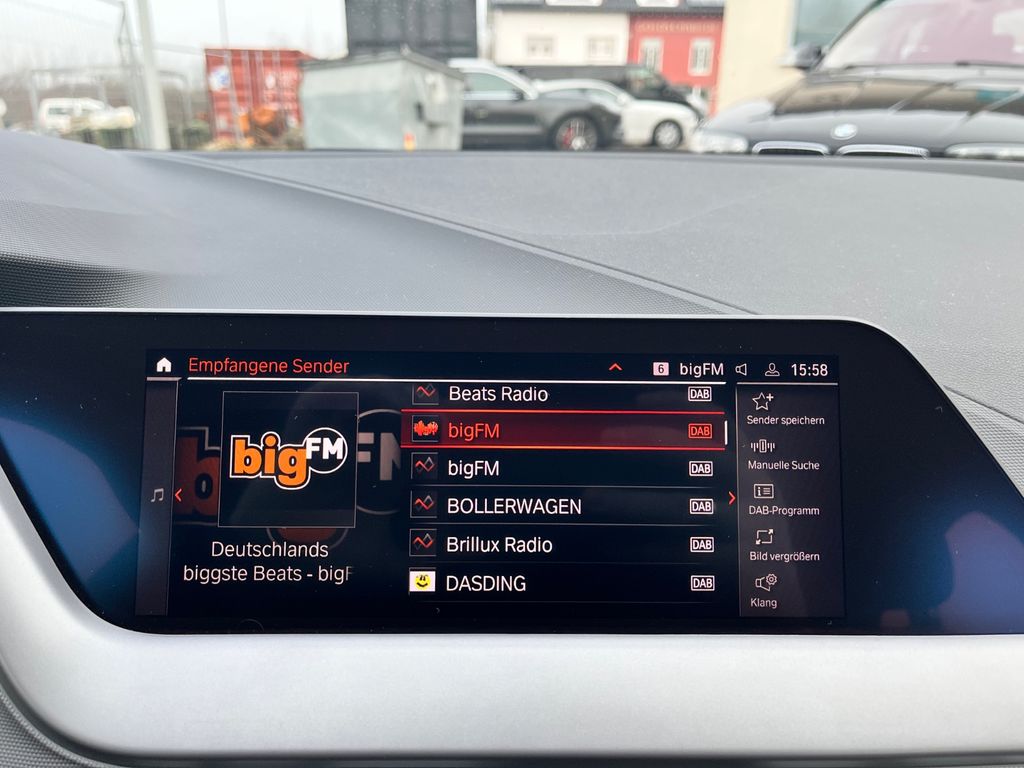 Empfangene Sender
6 bigFM 15:58
bigFM
Deutschlands
biggste Beats - bigF
Beats Radio DAB
bigFM DAB
bigFM DAB
BOLLERWAGEN DAB
Brillux Radio DAB
DASDING DAB
Sender speichern
Manuelle Suche
DAB-Programm
Bild vergrößern
Klang